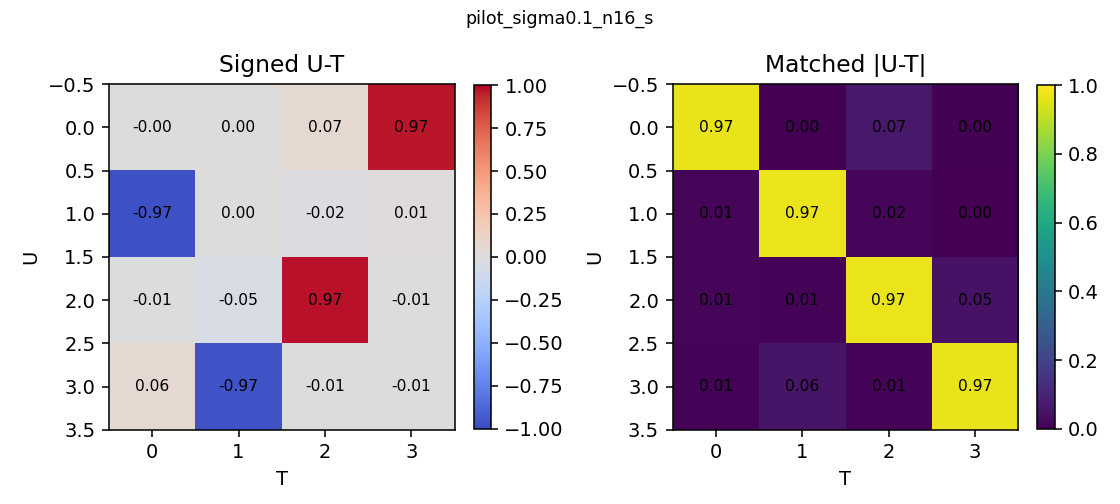 pilot_sigma0.1_n16_s
Signed U-T
Matched |U-T|
−0.5
0.0
0.5
1.0
1.5
2.0
2.5
3.0
3.5
U
-0.00 0.00 0.07 0.97
-0.97 0.00 -0.02 0.01
-0.01 -0.05 0.97 -0.01
0.06 -0.97 -0.01 -0.01
0 1 2 3
T
1.00
0.75
0.50
0.25
0.00
−0.25
−0.50
−0.75
−1.00
−0.5
0.0
0.5
1.0
1.5
2.0
2.5
3.0
3.5
U
0.97 0.00 0.07 0.00
0.01 0.97 0.02 0.00
0.01 0.01 0.97 0.05
0.01 0.06 0.01 0.97
0 1 2 3
T
1.0
0.8
0.6
0.4
0.2
0.0